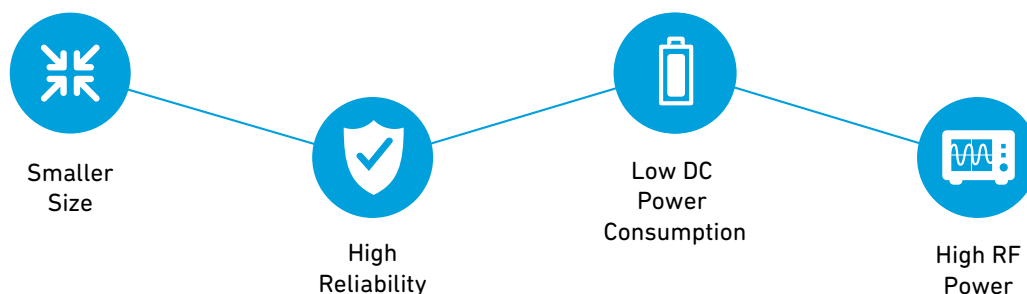 Smaller
Size
High
Reliability
Low DC
Power
Consumption
High RF
Power